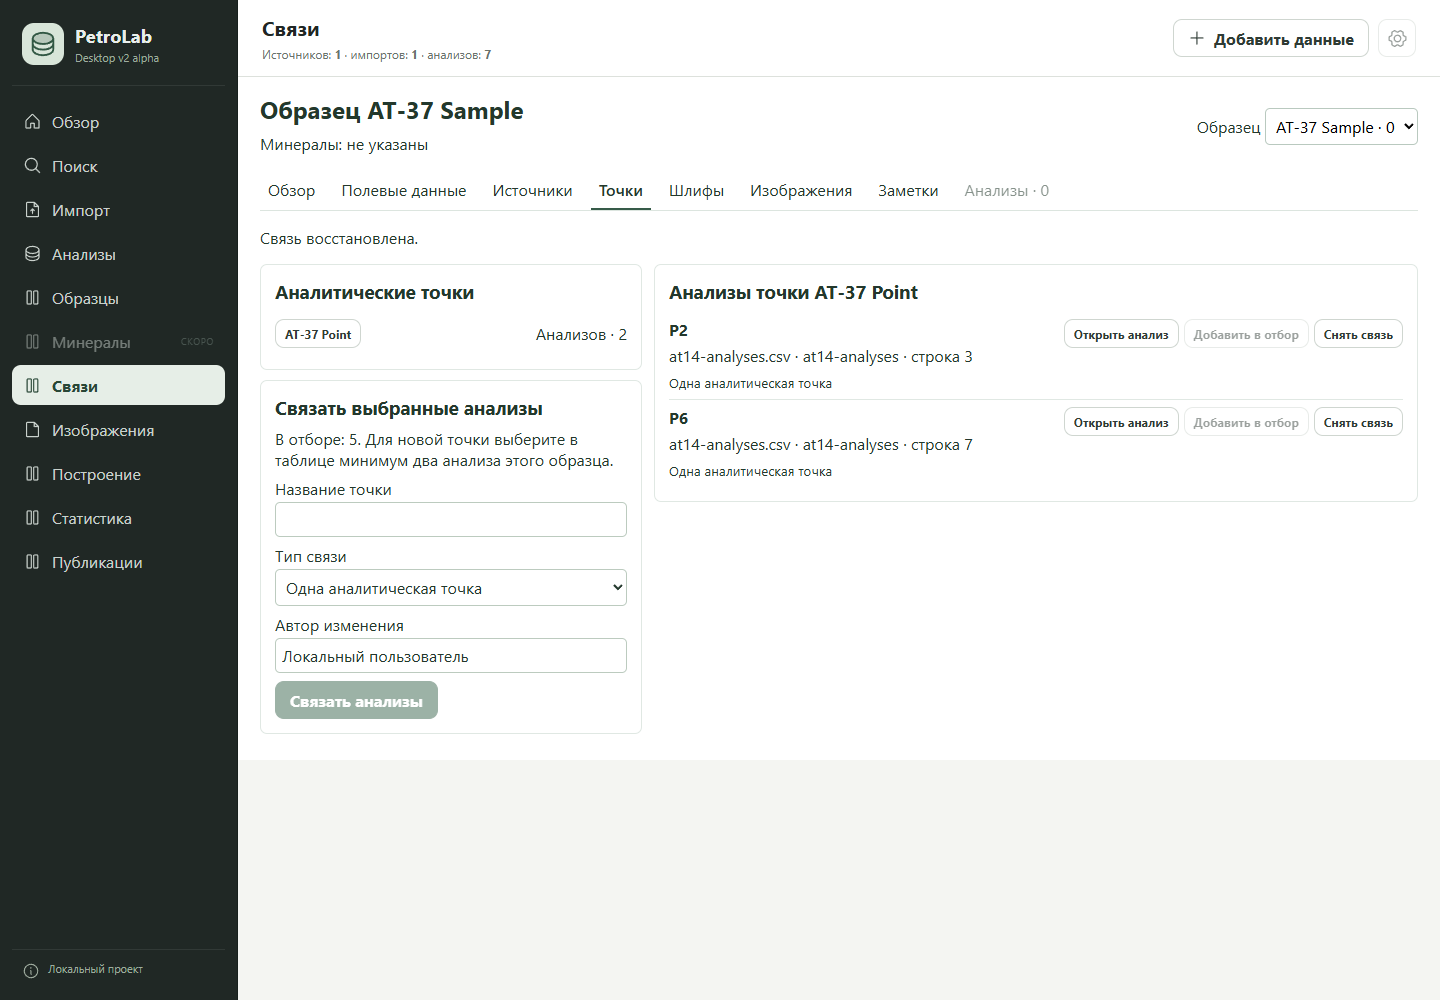 PetroLab
Desktop v2 alpha
Обзор
Поиск
Импорт
Анализы
Образцы
Минералы СКОРО
Связи
Изображения
Построение
Статистика
Публикации
Локальный проект
Связи
Источников: 1 · импортов: 1 · анализов: 7
Добавить данные
Образец AT-37 Sample
Минералы: не указаны
Образец AT-37 Sample · 0
Обзор Полевые данные Источники Точки Шлифы Изображения Заметки Анализы · 0
Связь восстановлена.
Аналитические точки
AT-37 Point Анализов · 2
Связать выбранные анализы
В отборе: 5. Для новой точки выберите в
таблице минимум два анализа этого образца.
Название точки
Тип связи
Одна аналитическая точка
Автор изменения
Локальный пользователь
Связать анализы
Анализы точки AT-37 Point
P2
at14-analyses.csv · at14-analyses · строка 3
Одна аналитическая точка
Открыть анализ Добавить в отбор Снять связь
P6
at14-analyses.csv · at14-analyses · строка 7
Одна аналитическая точка
Открыть анализ Добавить в отбор Снять связь